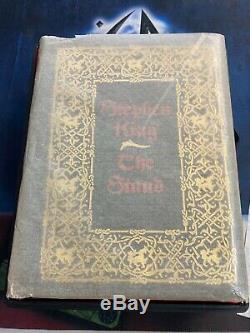 Stephen
King
The
Stand